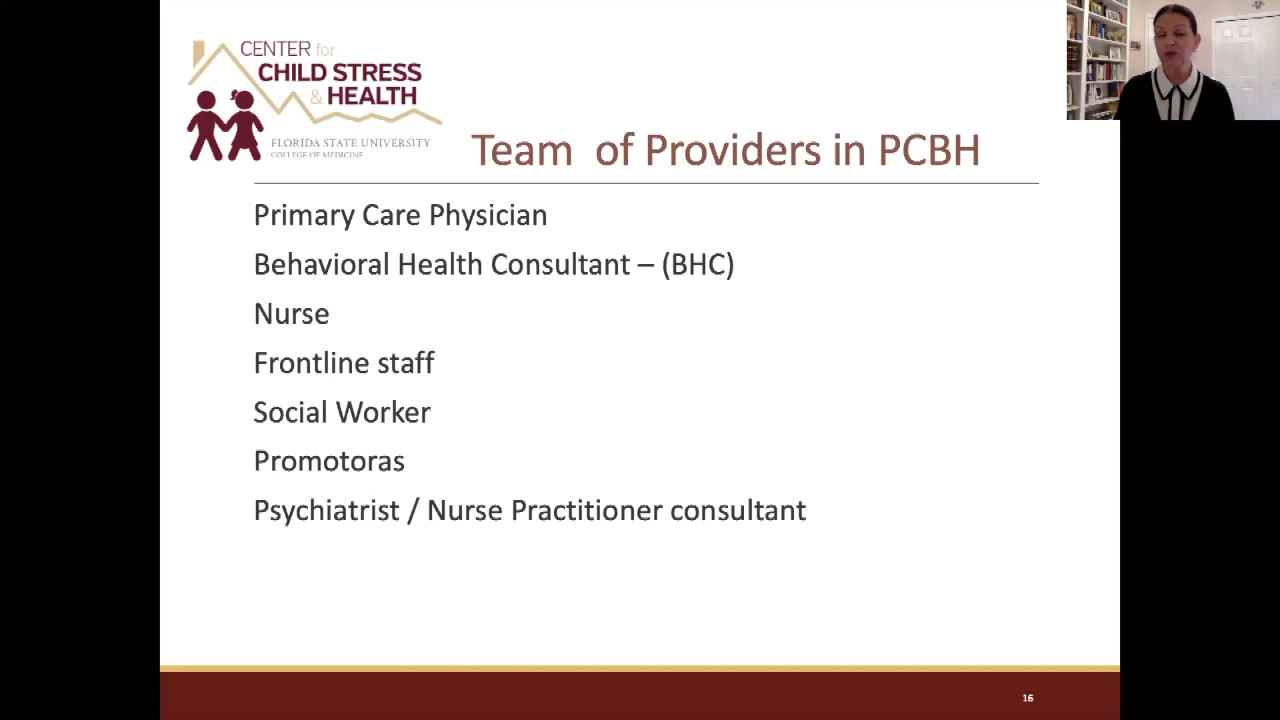 CENTER for
CHILD STRESS
& HEALTH
FLORIDA STATE UNIVERSITY
COLLEGE OF MEDICINE
Team of Providers in PCBH
Primary Care Physician
Behavioral Health Consultant – (BHC)
Nurse
Frontline staff
Social Worker
Promotoras
Psychiatrist / Nurse Practitioner consultant
16